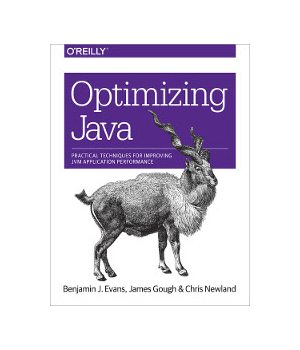 O'REILLY®
Optimizing
Java
PRACTICAL TECHNIQUES FOR IMPROVING
JVM APPLICATION PERFORMANCE
Benjamin J. Evans, James Gough & Chris Newland